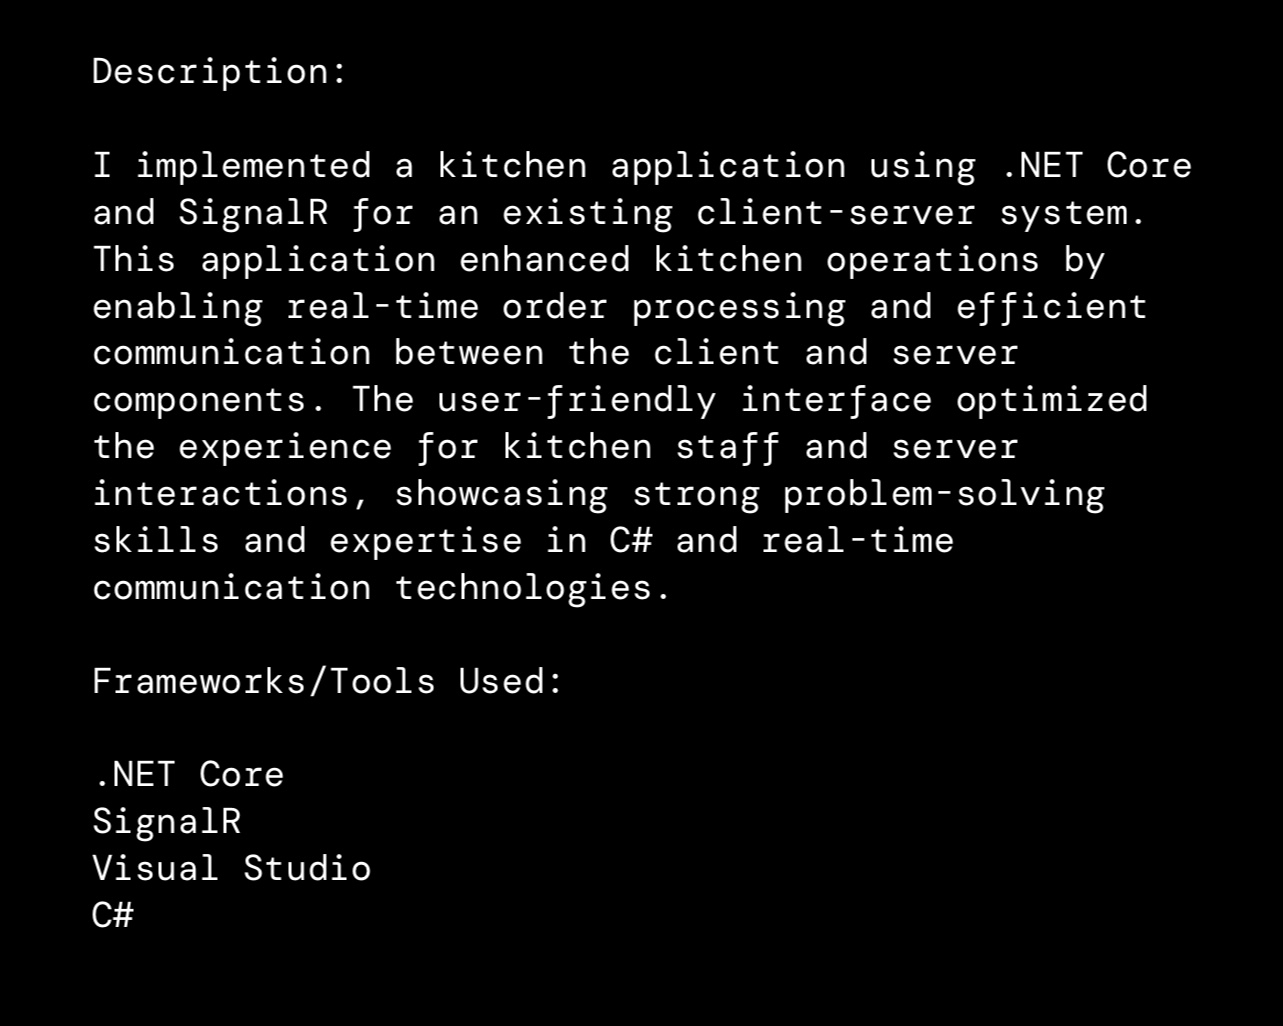 Description:
I implemented a kitchen application using .NET Core
and SignalR for an existing client-server system.
This application enhanced kitchen operations by
enabling real-time order processing and efficient
communication between the client and server
components. The user-friendly interface optimized
the experience for kitchen staff and server
interactions, showcasing strong problem-solving
skills and expertise in C# and real-time
communication technologies.
Frameworks/Tools Used:
.NET Core
SignalR
Visual Studio
C#